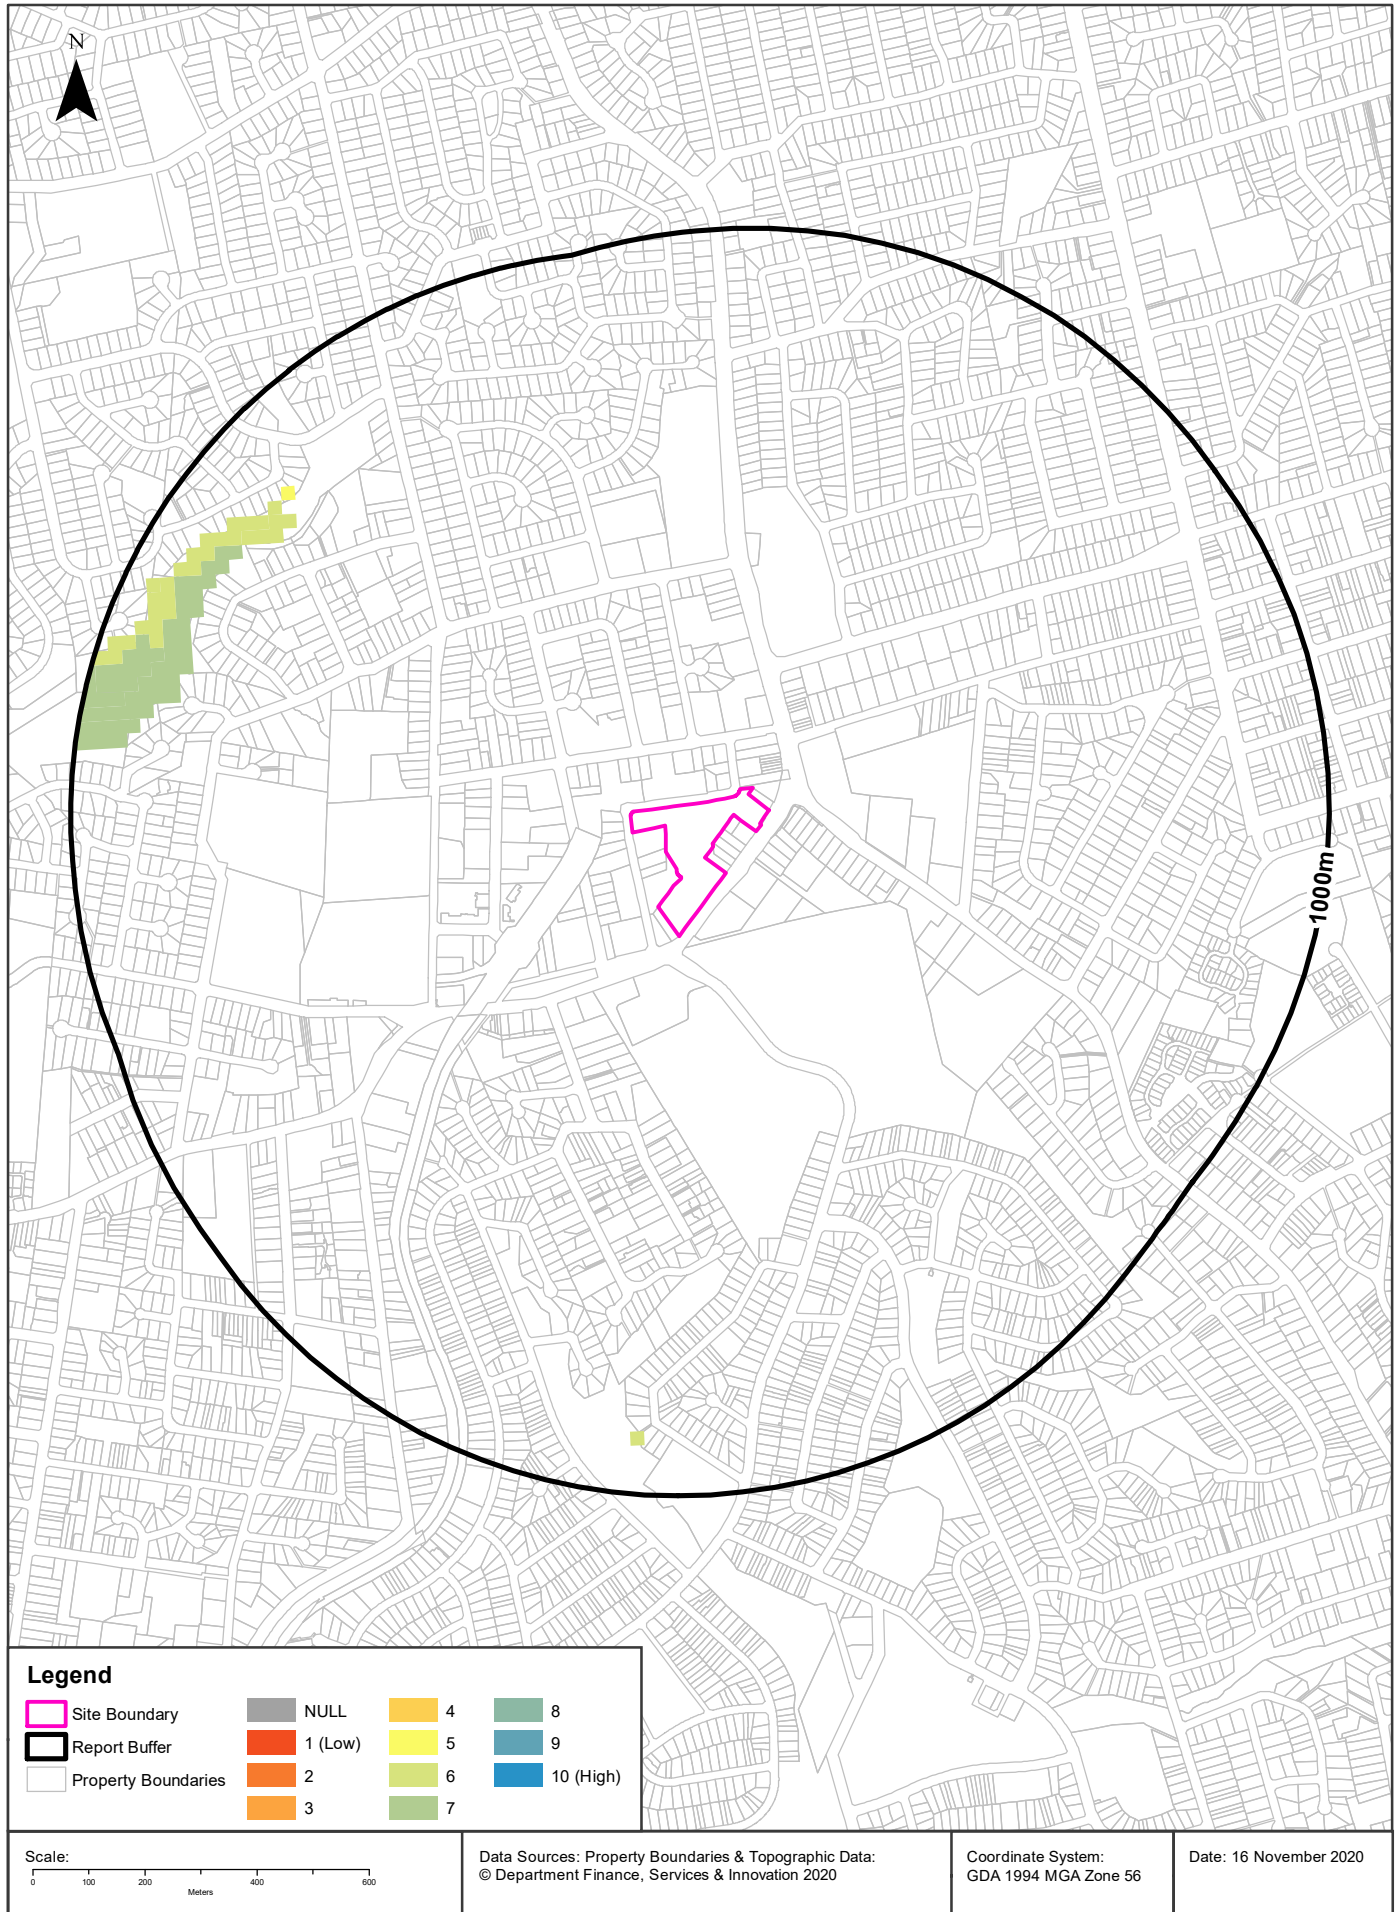 N
1000m
Legend
Site Boundary
Report Buffer
Property Boundaries
NULL
1 (Low)
2
3
4
5
6
7
8
9
10 (High)
Scale:
0 100 200 400 600
Meters
Data Sources: Property Boundaries & Topographic Data:
© Department Finance, Services & Innovation 2020
Coordinate System:
GDA 1994 MGA Zone 56
Date: 16 November 2020